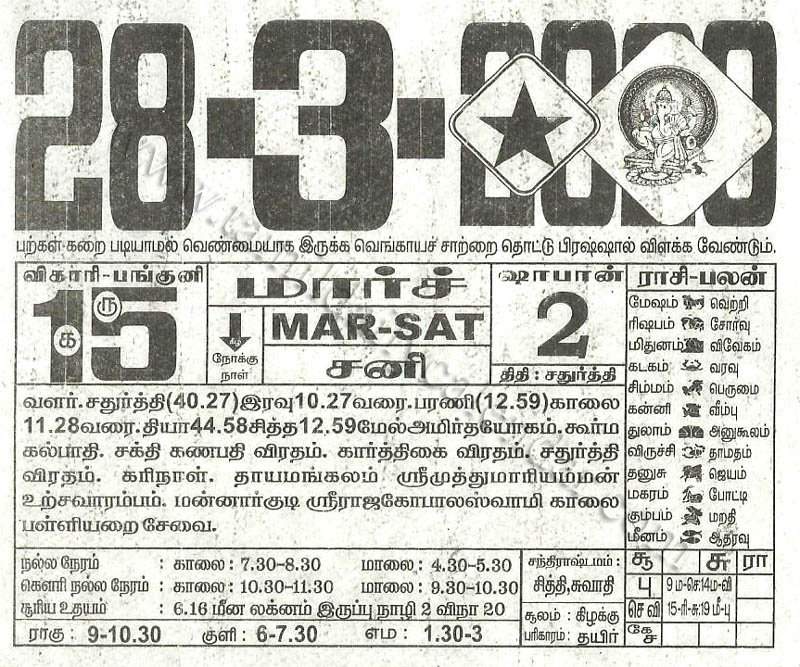 28-3-2020
பற்கள் கறை படியாமல் வெண்மையாக இருக்க வெங்காயச் சாற்றை தொட்டு பிரஷ்ஷால் விளக்க வேண்டும்.
விகாரி-பங்குனி
15
க ரு
கீழ்
நோக்கு
நாள்
மார்ச்
MAR-SAT
சனி
ஷாபான்
2
திதி : சதுர்த்தி
ராசி-பலன்
மேஷம் வெற்றி
ரிஷபம் சோர்வு
மிதுனம் விவேகம்
கடகம் வரவு
சிம்மம் பெருமை
கன்னி வீம்பு
துலாம் அனுகூலம்
விருச்சி தாமதம்
தனுசு ஜெயம்
மகரம் போட்டி
கும்பம் மறதி
மீனம் ஆதரவு
வளர். சதுர்த்தி(40.27)இரவு10.27வரை.பரணி(12.59)காலை
11.28வரை.தியா44.58சித்த12.59மேல்அமிர்தயோகம்.கூர்ம
கல்பாதி. சக்தி கணபதி விரதம். கார்த்திகை விரதம். சதுர்த்தி
விரதம். கரிநாள். தாயமங்கலம் ஸ்ரீமுத்துமாரியம்மன்
உற்சவாரம்பம். மன்னார்குடி ஸ்ரீராஜகோபாலஸ்வாமி காலை
பள்ளியறை சேவை.
நல்ல நேரம் : காலை: 7.30-8.30 மாலை: 4.30-5.30
கௌரி நல்ல நேரம் : காலை: 10.30-11.30 மாலை: 9.30-10.30
சூரிய உதயம் : 6.16 மீன லக்னம் இருப்பு நாழி 2 விநா 20
ராகு: 9-10.30 குளி: 6-7.30 எம: 1.30-3
சந்திராஷ்டமம்:
சித்தி,சுவாதி
சூலம் : கிழக்கு
பரிகாரம்: தயிர்
சூ சு ரா
பு 9 ம-செ:14ம-வி
செ வி 15-ரி-சு:19 மீ-பு
கே